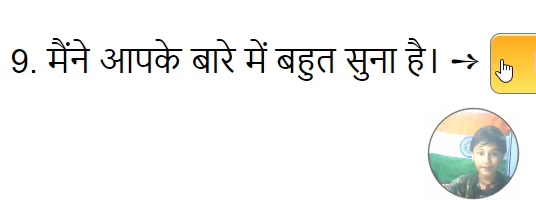 9. मैंने आपके बारे में बहुत सुना है। →